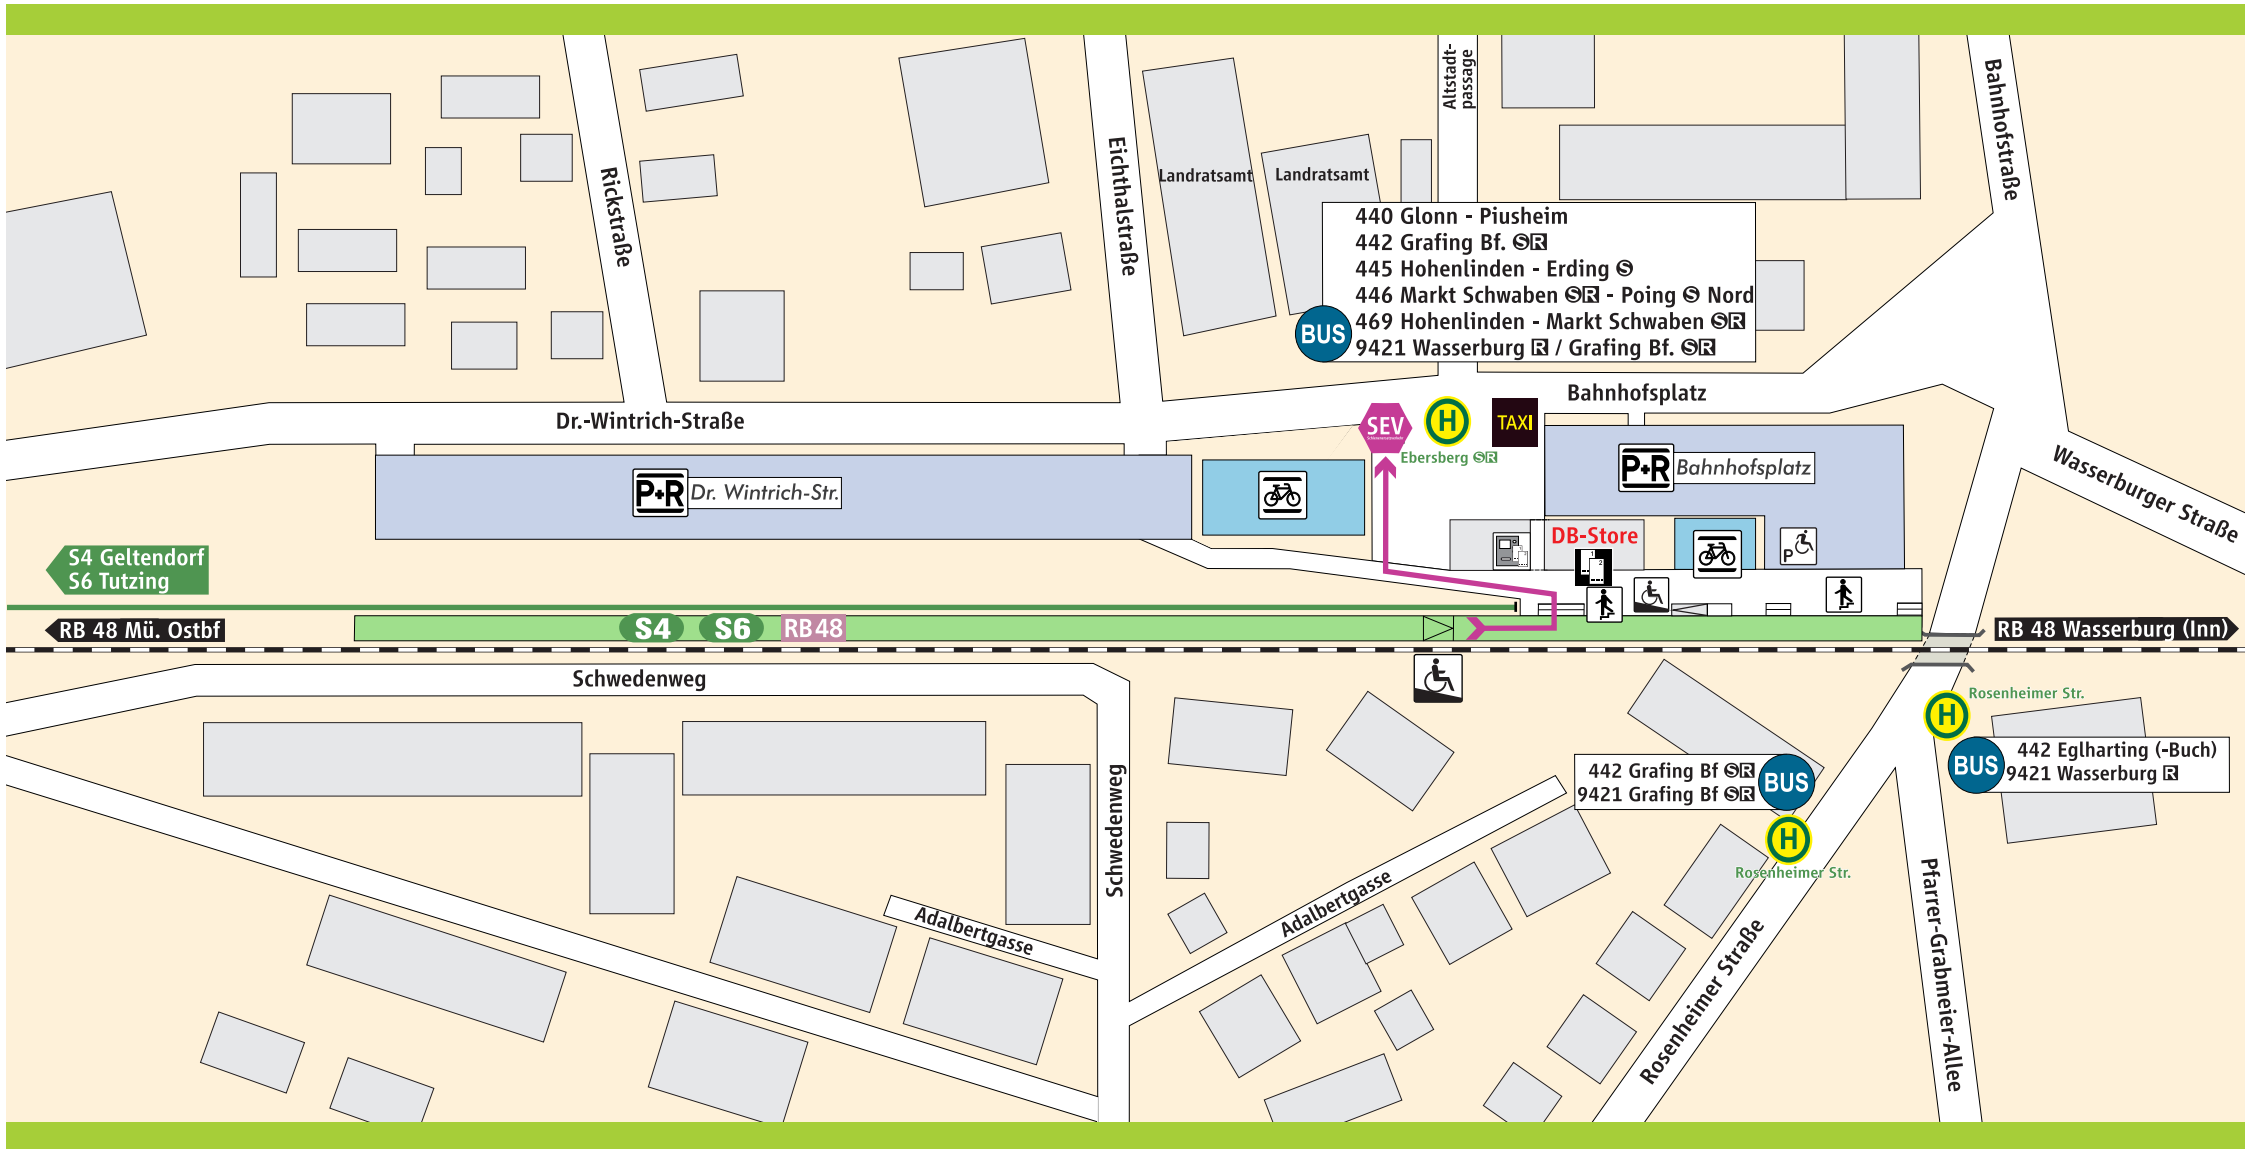 Altstadt-
passage
Bahnhofstraße
Rickstraße
Eichthalstraße
Landratsamt
Landratsamt
440 Glonn - Piusheim
442 Grafing Bf. S R
445 Hohenlinden - Erding S
446 Markt Schwaben S R - Poing S Nord
469 Hohenlinden - Markt Schwaben S R
9421 Wasserburg R / Grafing Bf. S R
BUS
Bahnhofsplatz
Dr.-Wintrich-Straße
SEV
Schienenersatzverkehr
H
TAXI
Ebersberg S R
P+R Dr. Wintrich-Str.
P+R Bahnhofsplatz
Wasserburger Straße
DB-Store
P
1
2
S4 Geltendorf
S6 Tutzing
RB 48 Mü. Ostbf
S4
S6
RB48
RB 48 Wasserburg (Inn)
Schwedenweg
Schwedenweg
Rosenheimer Str.
H
BUS
442 Eglharting (-Buch)
9421 Wasserburg R
442 Grafing Bf S R
9421 Grafing Bf S R
BUS
H
Rosenheimer Str.
Adalbertgasse
Adalbertgasse
Rosenheimer Straße
Pfarrer-Grabmeier-Allee